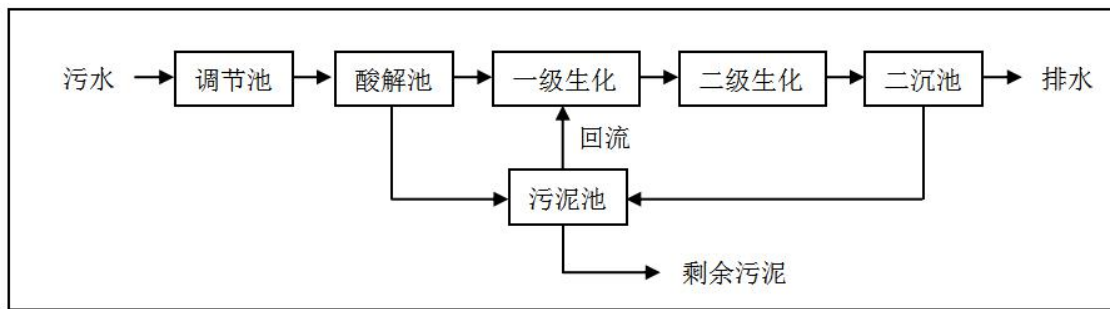 污水
调节池
酸解池
一级生化
二级生化
二沉池
排水
回流
污泥池
剩余污泥